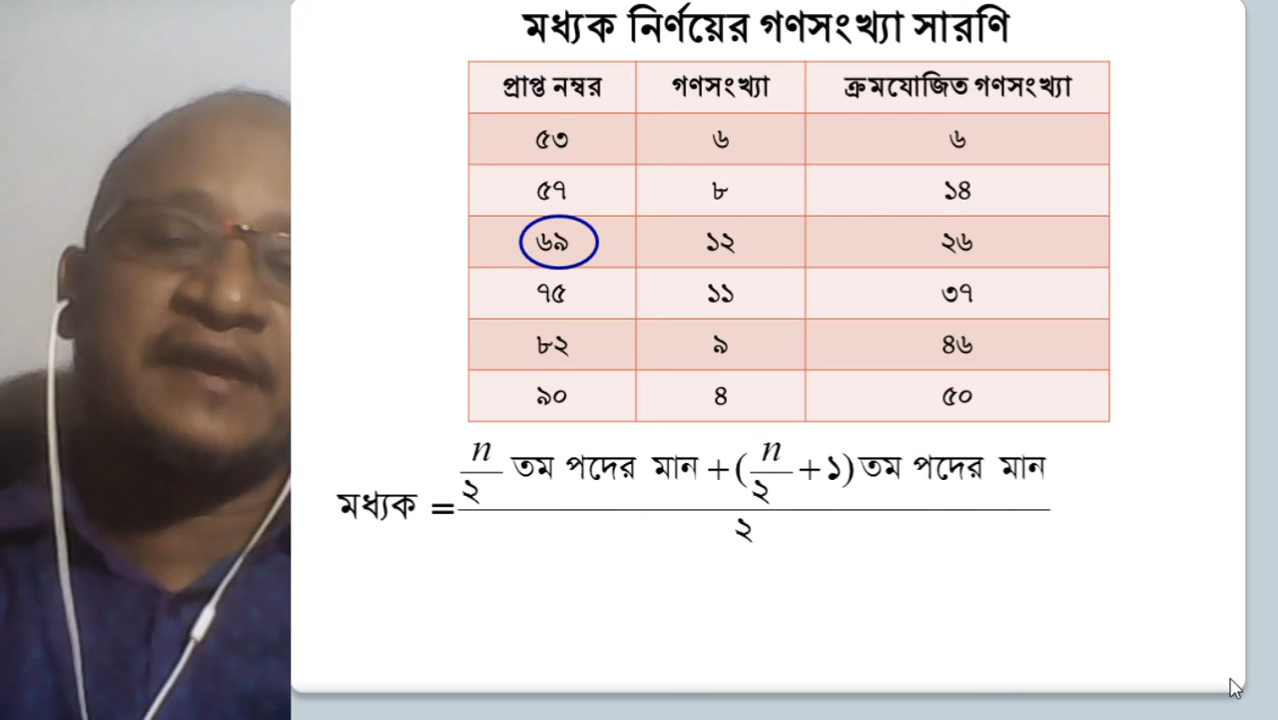 মধ্যক নির্ণয়ের গণসংখ্যা সারণি
প্রাপ্ত নম্বর গণসংখ্যা ক্রমযোজিত গণসংখ্যা
৫৩ ৬ ৬
৫৭ ৮ ১৪
৬৯ ১২ ২৬
৭৫ ১১ ৩৭
৮২ ৯ ৪৬
৯০ ৪ ৫০
মধ্যক = n/২ তম পদের মান + (n/২ + ১) তম পদের মান
২